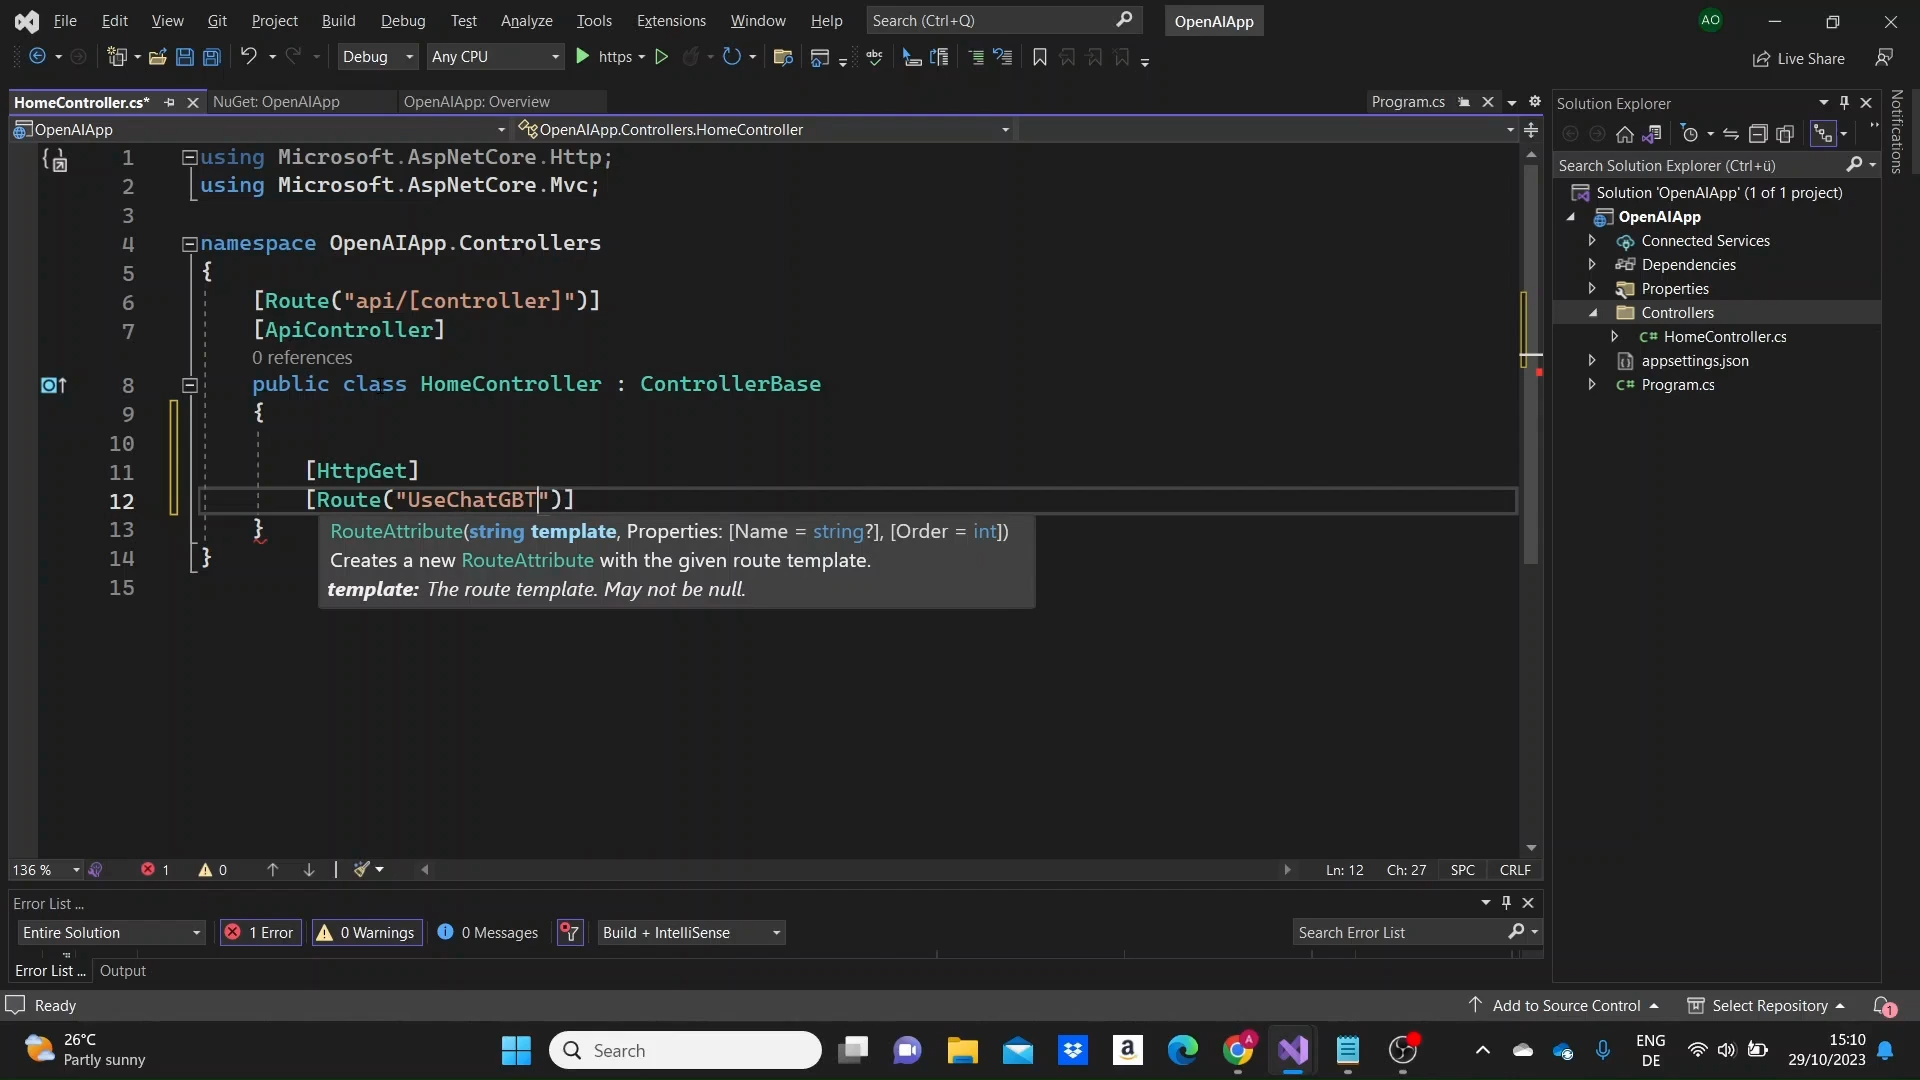 File Edit View Git Project Build Debug Test Analyze Tools Extensions Window Help Search (Ctrl+Q) OpenAIApp AO
Debug Any CPU https abc Live Share
HomeController.cs* NuGet: OpenAIApp OpenAIApp: Overview Program.cs
OpenAIApp OpenAIApp.Controllers.HomeController
1 using Microsoft.AspNetCore.Http;
2 using Microsoft.AspNetCore.Mvc;
3
4 namespace OpenAIApp.Controllers
5 {
6 [Route("api/[controller]")]
7 [ApiController]
0 references
8 public class HomeController : ControllerBase
9 {
10
11 [HttpGet]
12 [Route("UseChatGBT")]
13 }
14 }
15
RouteAttribute(string template, Properties: [Name = string?], [Order = int])
Creates a new RouteAttribute with the given route template.
template: The route template. May not be null.
136 % 1 0 Ln: 12 Ch: 27 SPC CRLF
Error List ...
Entire Solution 1 Error 0 Warnings 0 Messages Build + IntelliSense Search Error List
Error List ... Output
Solution Explorer
Search Solution Explorer (Ctrl+ü)
Solution 'OpenAIApp' (1 of 1 project)
OpenAIApp
Connected Services
Dependencies
Properties
Controllers
C# HomeController.cs
appsettings.json
C# Program.cs
Notifications
Ready Add to Source Control Select Repository 1
26°C
Partly sunny
Search
a
A
ENG
DE
15:10
29/10/2023